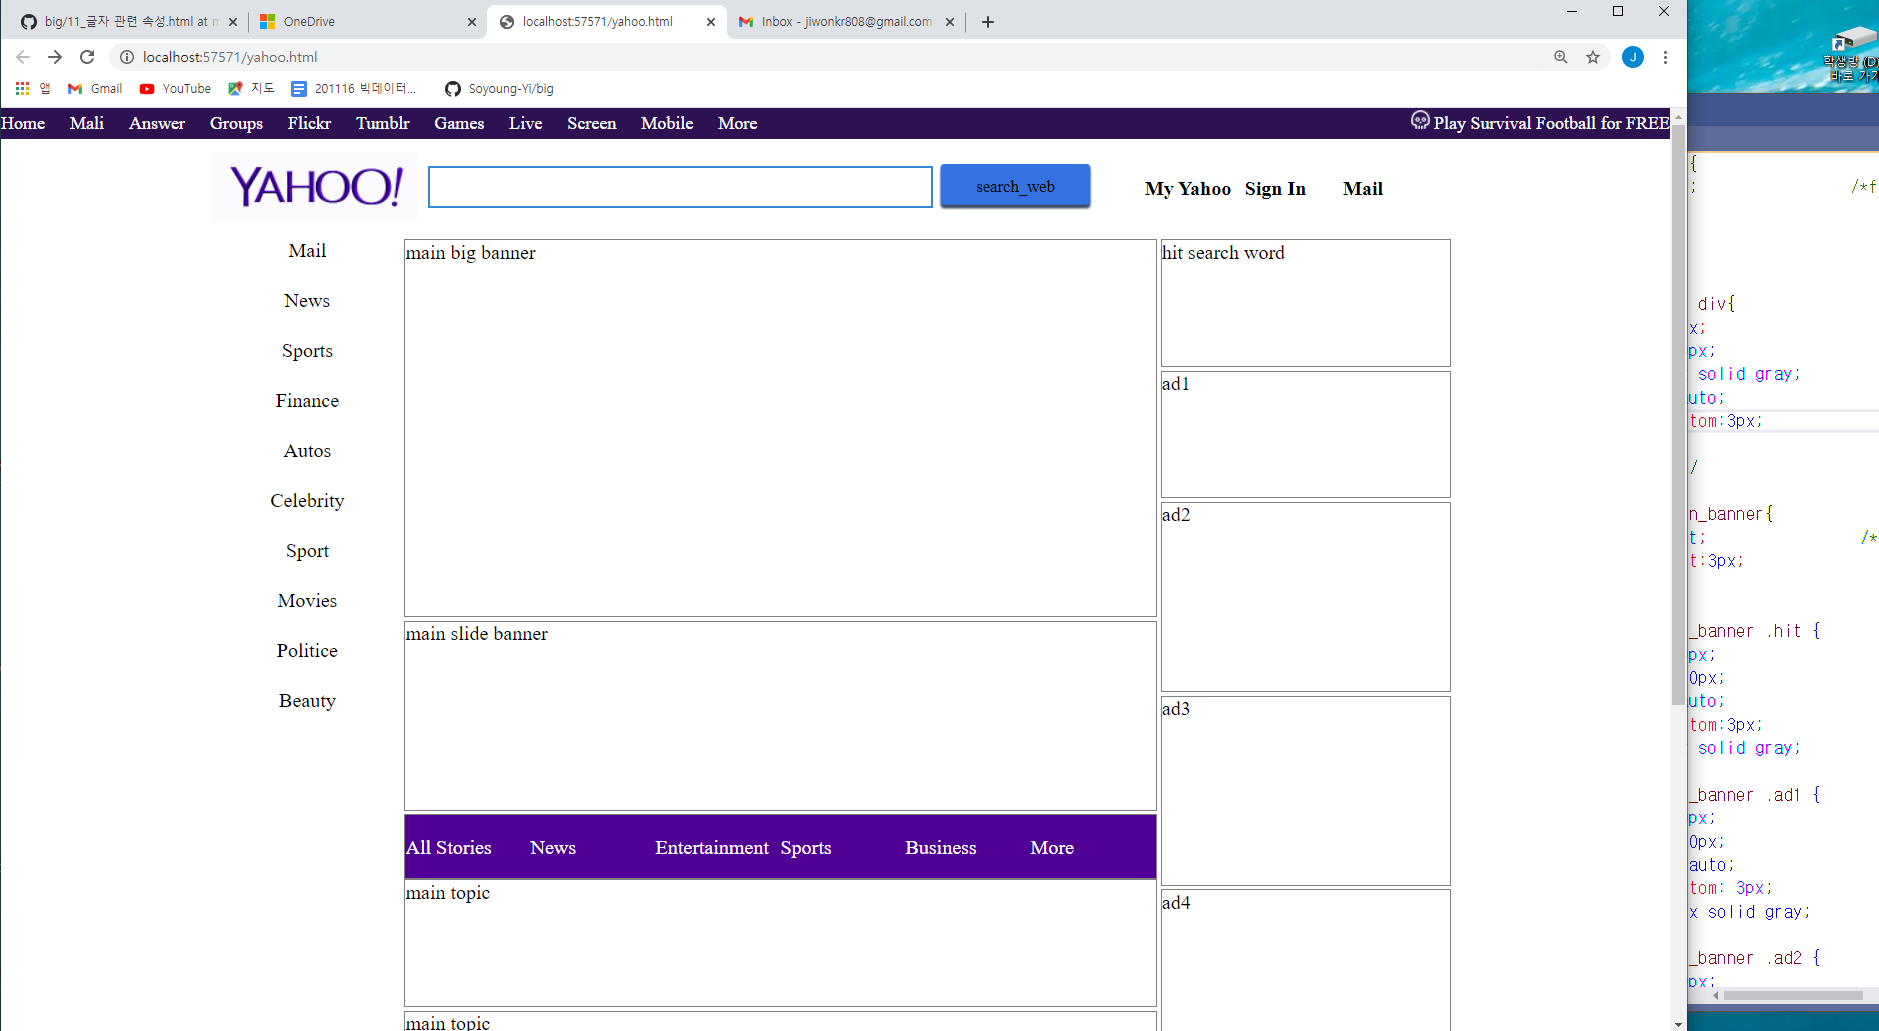 big/11_글자 관련 속성.html at m
OneDrive
localhost:57571/yahoo.html
Inbox - jiwonkr808@gmail.com
localhost:57571/yahoo.html
J
앱 Gmail YouTube 지도 201116 빅데이터... Soyoung-Yi/big
Home Mali Answer Groups Flickr Tumblr Games Live Screen Mobile More Play Survival Football for FREE
YAHOO! search_web My Yahoo Sign In Mail
Mail
News
Sports
Finance
Autos
Celebrity
Sport
Movies
Politice
Beauty
main big banner
main slide banner
All Stories News Entertainment Sports Business More
main topic
main topic
hit search word
ad1
ad2
ad3
ad4
학생방 (D)
바로 가기
{
; /*f
div{
x;
px;
solid gray;
uto;
tom:3px;
/
n_banner{
t; /*
t:3px;
_banner .hit {
px;
0px;
uto;
tom:3px;
solid gray;
_banner .ad1 {
px;
0px;
auto;
tom: 3px;
x solid gray;
_banner .ad2 {
px;